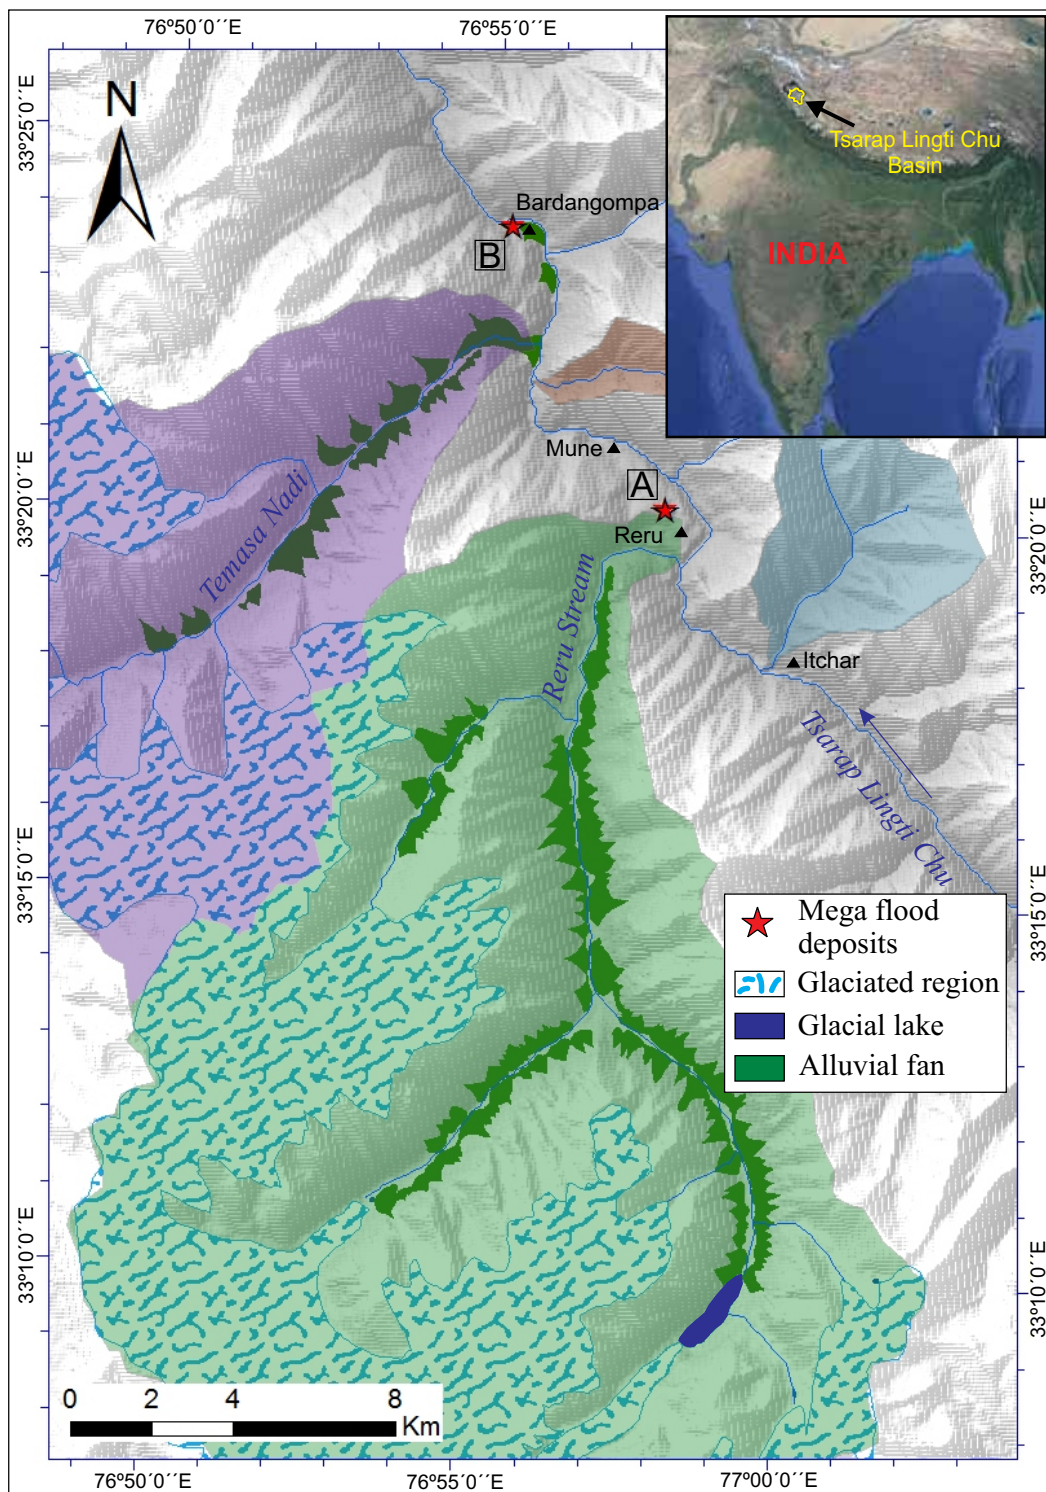 76º50´0´´E
76º55´0´´E
33º25´0´´E
N
Tsarap Lingti Chu
Basin
INDIA
Bardangompa
B
Mune
A
33º20´0´´E
Reru
33º20´0´´E
Temasa Nadi
Reru Stream
Itchar
Tsarap Lingti Chu
33º15´0´´E
33º15´0´´E
Mega flood
deposits
Glaciated region
Glacial lake
Alluvial fan
33º10´0´´E
33º10´0´´E
0 2 4 8
Km
76º50´0´´E
76º55´0´´E
77º00´0´´E